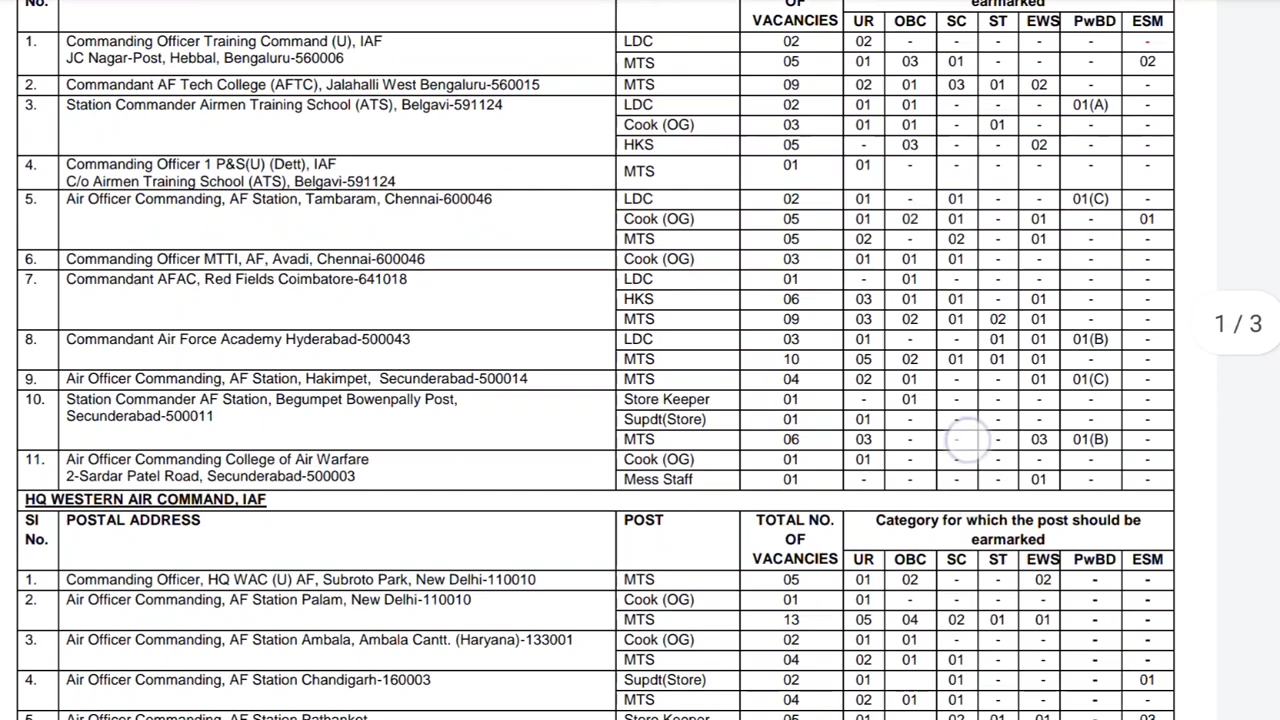 No. OF earmarked
VACANCIES UR OBC SC ST EWS PwBD ESM
1. Commanding Officer Training Command (U), IAF LDC 02 02 - - - - - -
JC Nagar-Post, Hebbal, Bengaluru-560006 MTS 05 01 03 01 - - - 02
2. Commandant AF Tech College (AFTC), Jalahalli West Bengaluru-560015 MTS 09 02 01 03 01 02 - -
3. Station Commander Airmen Training School (ATS), Belgavi-591124 LDC 02 01 01 - - - 01(A) -
Cook (OG) 03 01 01 - 01 - - -
HKS 05 - 03 - - 02 - -
4. Commanding Officer 1 P&S(U) (Dett), IAF MTS 01 01 - - - - - -
C/o Airmen Training School (ATS), Belgavi-591124
5. Air Officer Commanding, AF Station, Tambaram, Chennai-600046 LDC 02 01 - 01 - - 01(C) -
Cook (OG) 05 01 02 01 - 01 - 01
MTS 05 02 - 02 - 01 - -
6. Commanding Officer MTTI, AF, Avadi, Chennai-600046 Cook (OG) 03 01 01 01 - - - -
7. Commandant AFAC, Red Fields Coimbatore-641018 LDC 01 - 01 - - - - -
HKS 06 03 01 01 - 01 - -
MTS 09 03 02 01 02 01 - -
8. Commandant Air Force Academy Hyderabad-500043 LDC 03 01 - - 01 01 01(B) -
MTS 10 05 02 01 01 01 - -
9. Air Officer Commanding, AF Station, Hakimpet, Secunderabad-500014 MTS 04 02 01 - - 01 01(C) -
10. Station Commander AF Station, Begumpet Bowenpally Post, Store Keeper 01 - 01 - - - - -
Secunderabad-500011 Supdt(Store) 01 01 - - - - - -
MTS 06 03 - - - 03 01(B) -
11. Air Officer Commanding College of Air Warfare Cook (OG) 01 01 - - - - - -
2-Sardar Patel Road, Secunderabad-500003 Mess Staff 01 - - - - 01 - -
HQ WESTERN AIR COMMAND, IAF
Sl POSTAL ADDRESS POST TOTAL NO. Category for which the post should be
No. OF earmarked
VACANCIES UR OBC SC ST EWS PwBD ESM
1. Commanding Officer, HQ WAC (U) AF, Subroto Park, New Delhi-110010 MTS 05 01 02 - - 02 - -
2. Air Officer Commanding, AF Station Palam, New Delhi-110010 Cook (OG) 01 01 - - - - - -
MTS 13 05 04 02 01 01 - -
3. Air Officer Commanding, AF Station Ambala, Ambala Cantt. (Haryana)-133001 Cook (OG) 02 01 01 - - - - -
MTS 04 02 01 01 - - - -
4. Air Officer Commanding, AF Station Chandigarh-160003 Supdt(Store) 02 01 01 - - - 01
MTS 04 02 01 01 - - - -
5. Air Officer Commanding, AF Station Pathankot Store Keeper 05 01 - 02 01 01 - 03
1 / 3